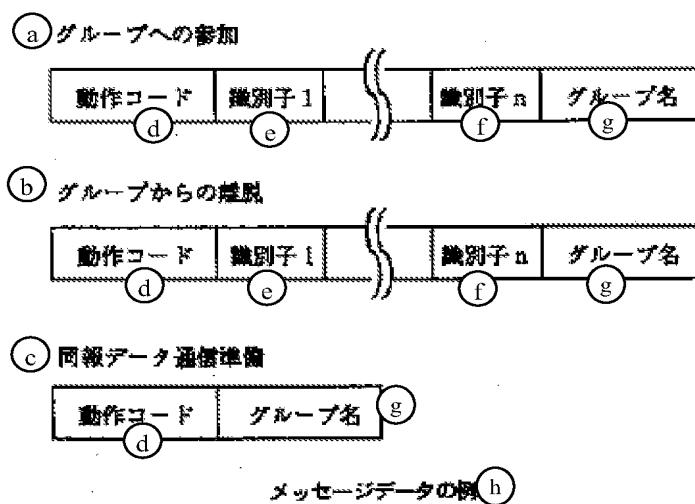 a グループへの参加
動作コード 識別子1 識別子n グループ名
d e f g
b グループからの離脱
動作コード 識別子1 識別子n グループ名
d e f g
c 同報データ通信準備
動作コード グループ名 g
d
メッセージデータの例 h